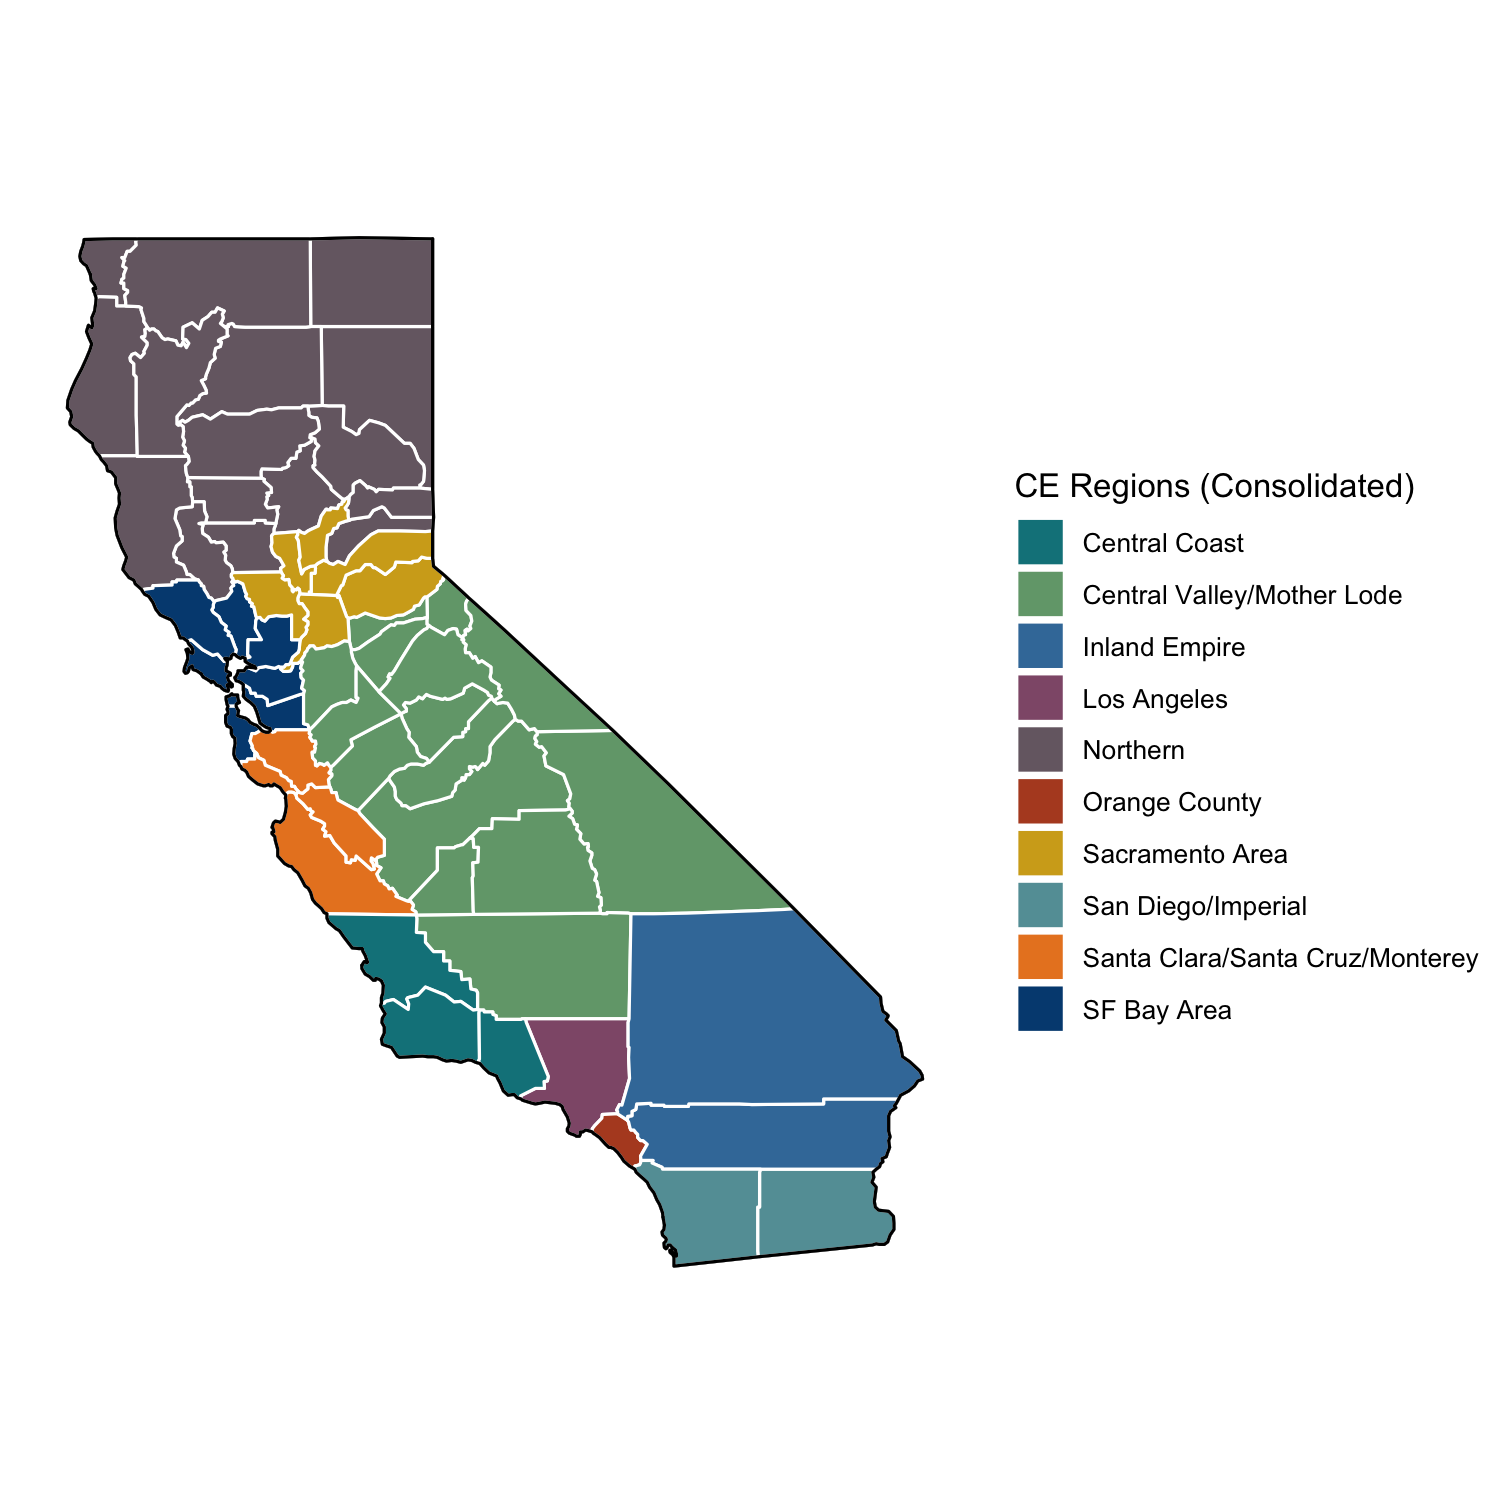 CE Regions (Consolidated)
Central Coast
Central Valley/Mother Lode
Inland Empire
Los Angeles
Northern
Orange County
Sacramento Area
San Diego/Imperial
Santa Clara/Santa Cruz/Monterey
SF Bay Area